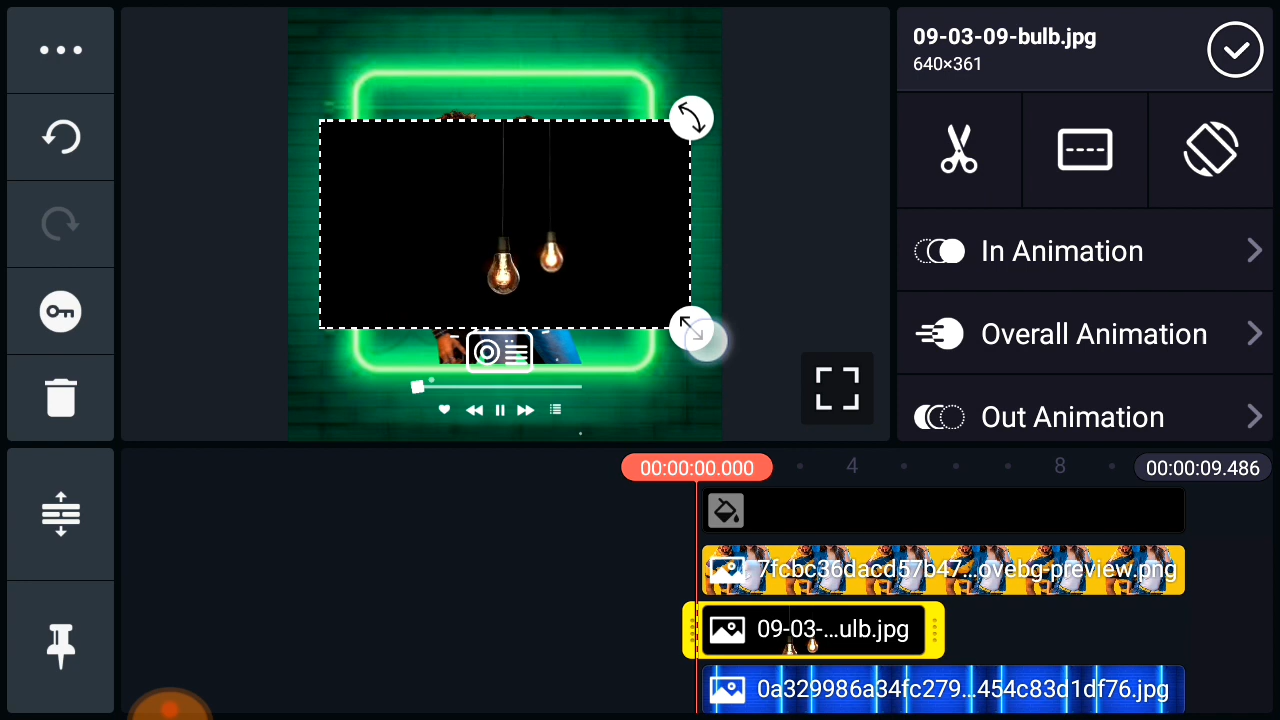 09-03-09-bulb.jpg
640×361
In Animation
Overall Animation
Out Animation
00:00:00.000
4
8
00:00:09.486
7fcbc36dacd57b47...ovebg-preview.png
09-03-...ulb.jpg
0a329986a34fc279...454c83d1df76.jpg